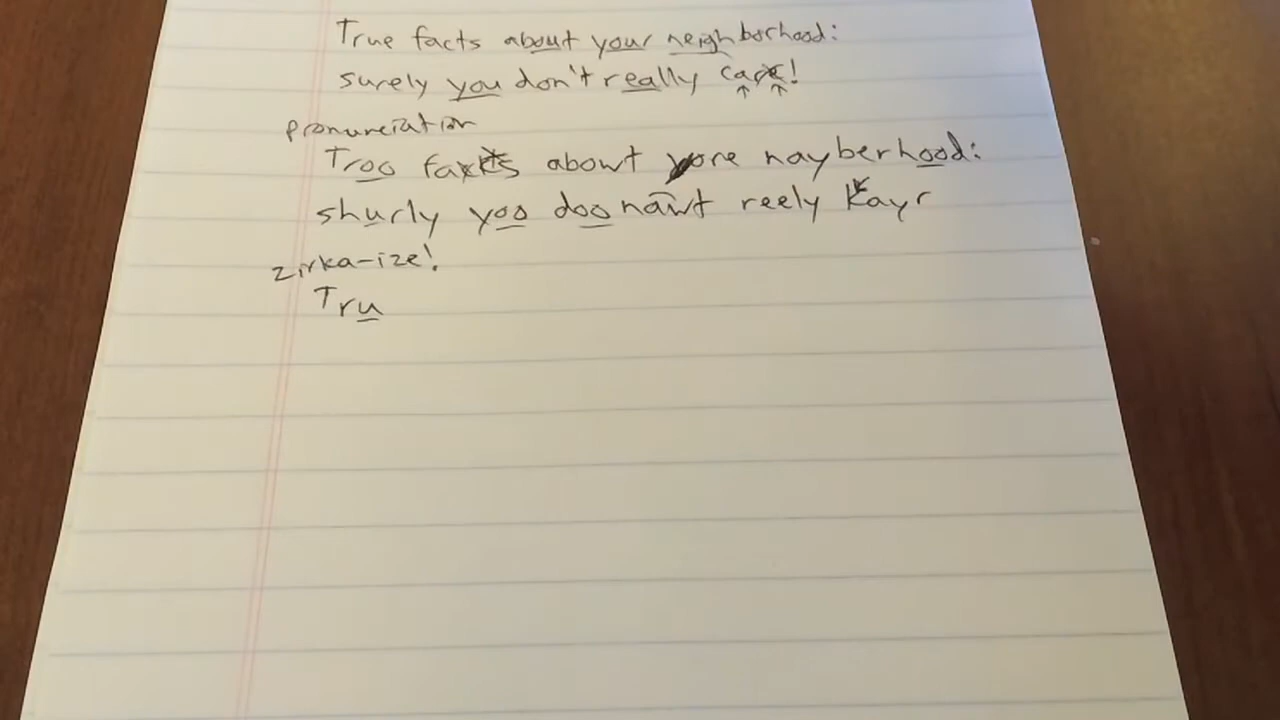 True facts about your neighborhood:
surely you don't really care!
pronunciation
Troo fakts about yore nayberhood:
shurly yoo doo nawt reely kayr
zirka-ize!
Tru